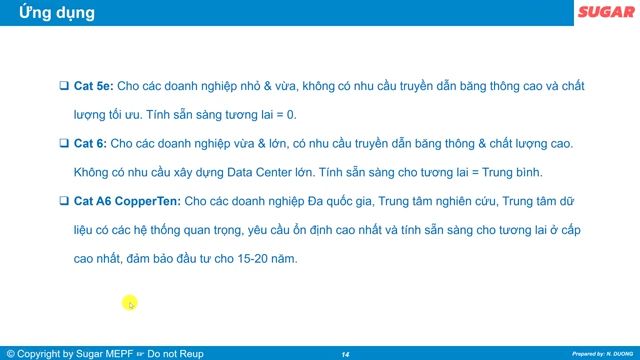 Ứng dụng
SUGAR
❑ Cat 5e: Cho các doanh nghiệp nhỏ & vừa, không có nhu cầu truyền dẫn băng thông cao và chất
lượng tối ưu. Tính sẵn sàng tương lai = 0.
❑ Cat 6: Cho các doanh nghiệp vừa & lớn, có nhu cầu truyền dẫn băng thông & chất lượng cao.
Không có nhu cầu xây dựng Data Center lớn. Tính sẵn sàng cho tương lai = Trung bình.
❑ Cat A6 CopperTen: Cho các doanh nghiệp Đa quốc gia, Trung tâm nghiên cứu, Trung tâm dữ
liệu có các hệ thống quan trọng, yêu cầu ổn định cao nhất và tính sẵn sàng cho tương lai ở cấp
cao nhất, đảm bảo đầu tư cho 15-20 năm.
© Copyright by Sugar MEPF ☞ Do not Reup
14
Prepared by: N. DUONG